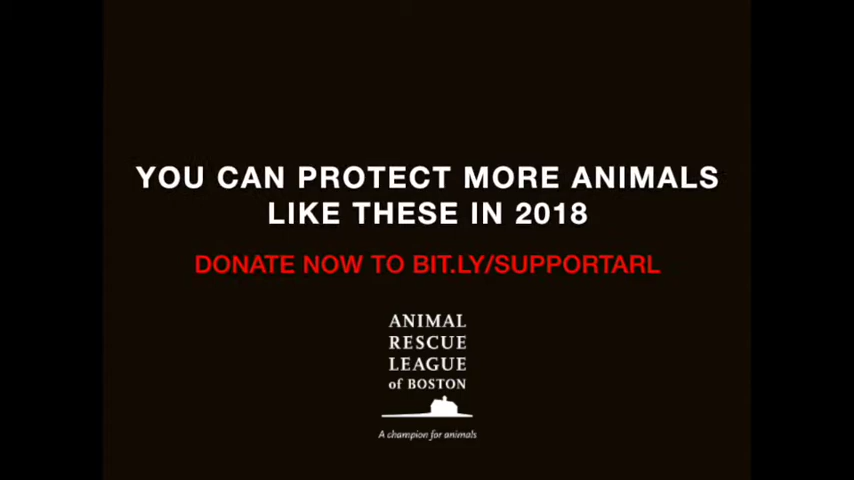 YOU CAN PROTECT MORE ANIMALS
LIKE THESE IN 2018
DONATE NOW TO BIT.LY/SUPPORTARL
ANIMAL
RESCUE
LEAGUE
of BOSTON
A champion for animals